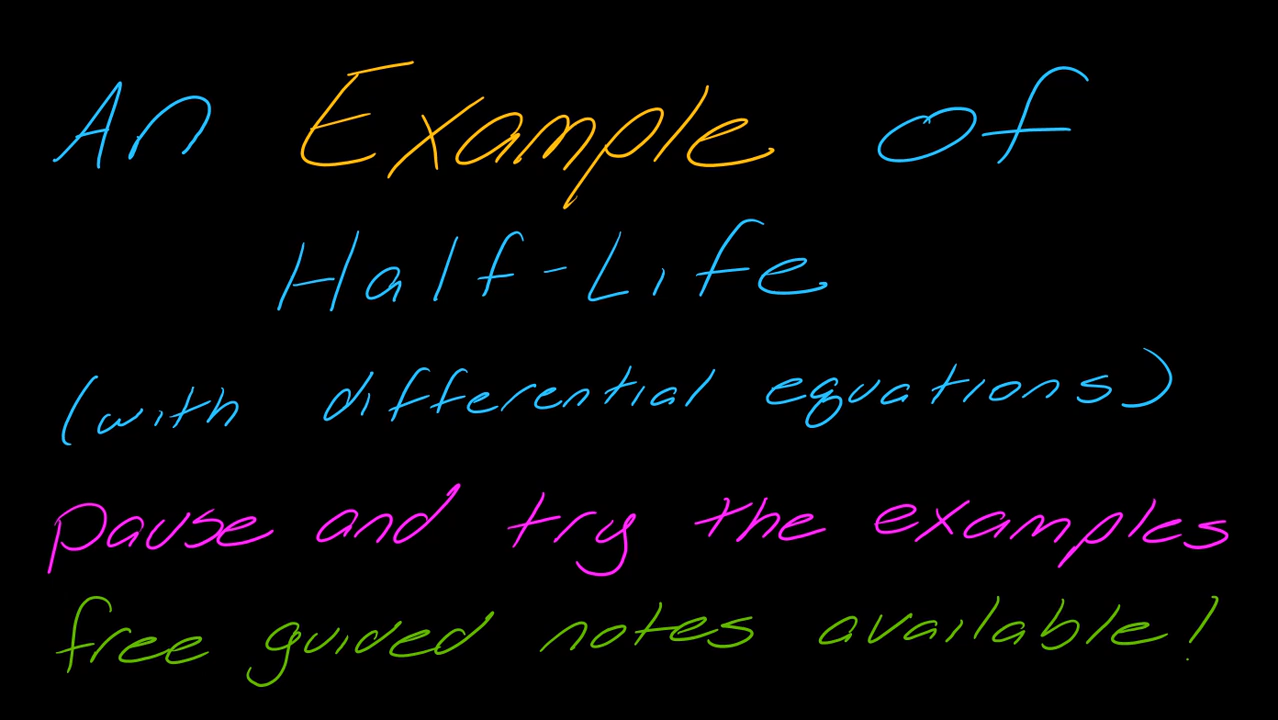 An Example of
Half-Life
(with differential equations)
pause and try the examples
free guided notes available!